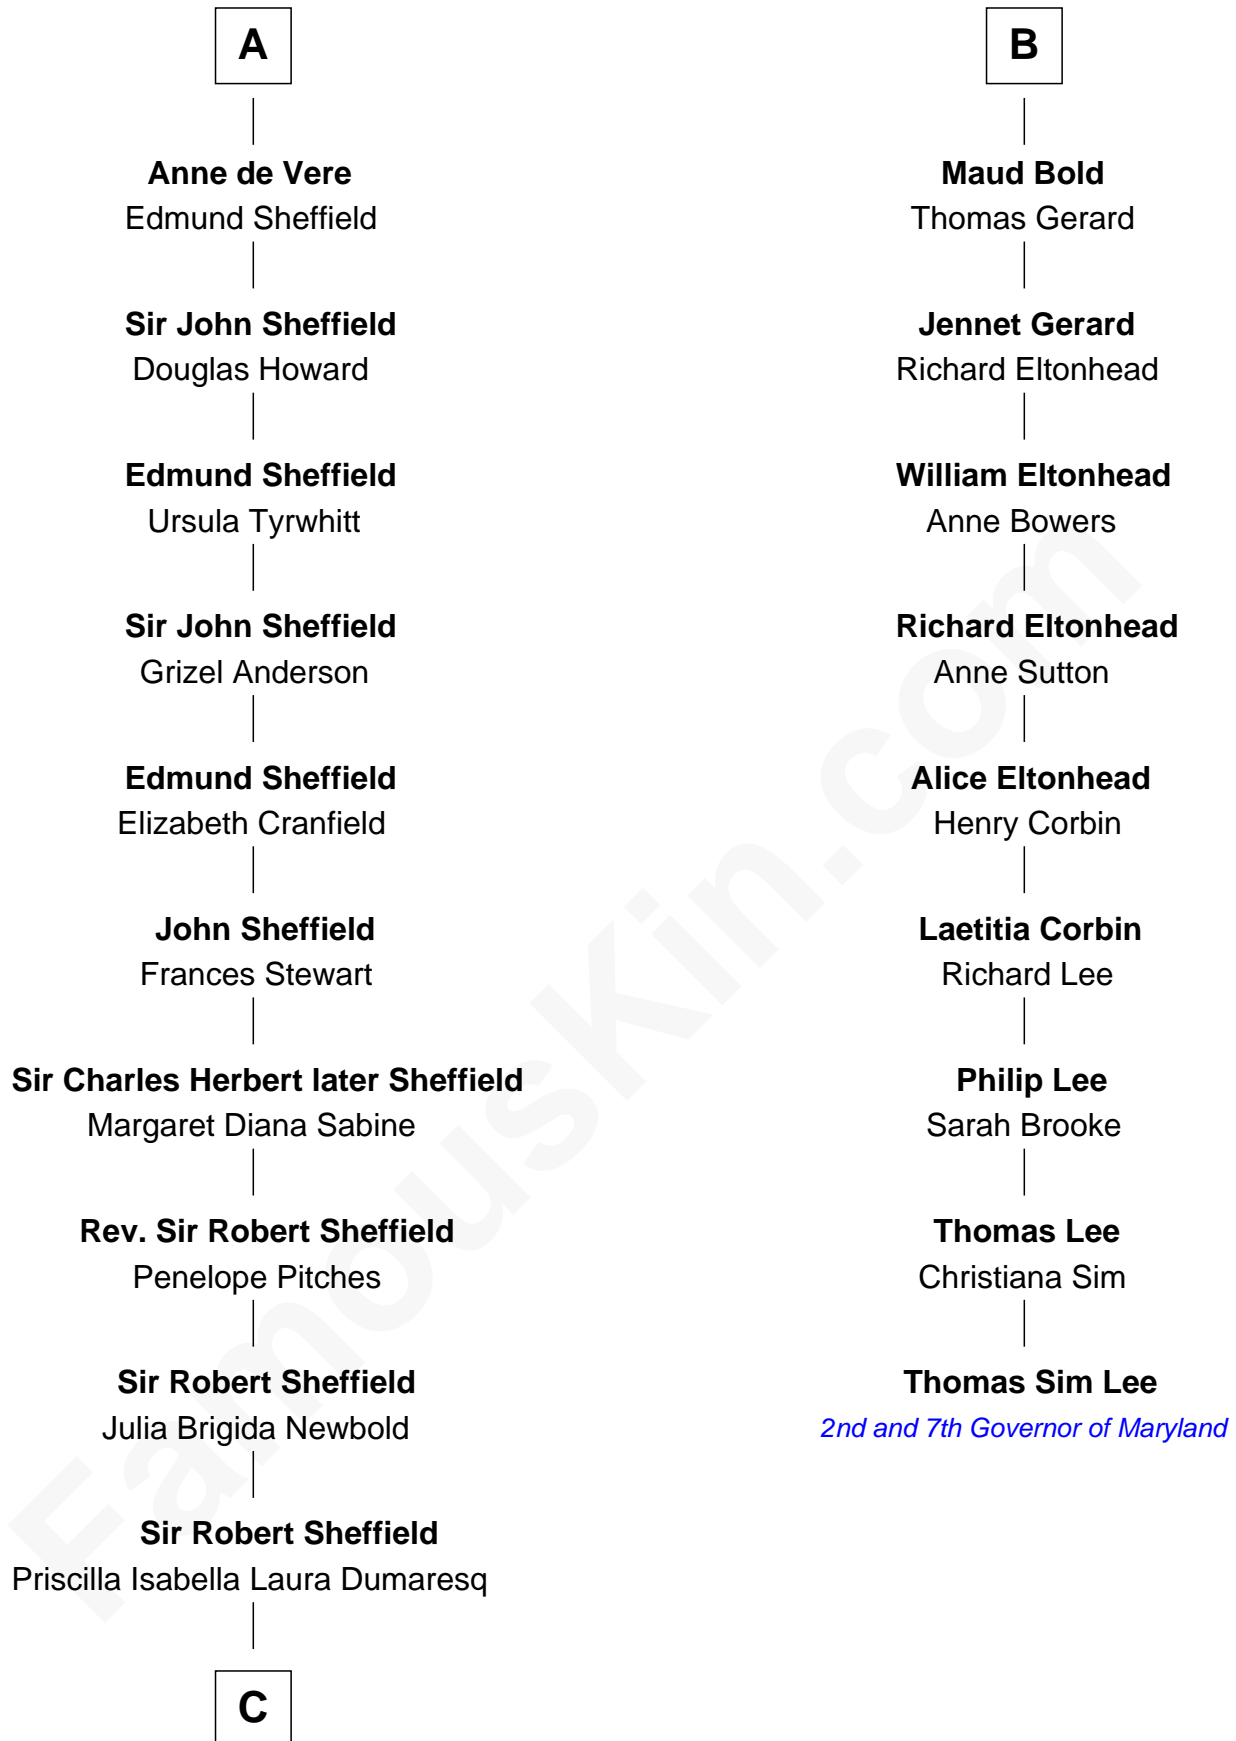 A
Anne de Vere
Edmund Sheffield
Sir John Sheffield
Douglas Howard
Edmund Sheffield
Ursula Tyrwhitt
Sir John Sheffield
Grizel Anderson
Edmund Sheffield
Elizabeth Cranfield
John Sheffield
Frances Stewart
Sir Charles Herbert later Sheffield
Margaret Diana Sabine
Rev. Sir Robert Sheffield
Penelope Pitches
Sir Robert Sheffield
Julia Brigida Newbold
Sir Robert Sheffield
Priscilla Isabella Laura Dumaresq
C
B
Maud Bold
Thomas Gerard
Jennet Gerard
Richard Eltonhead
William Eltonhead
Anne Bowers
Richard Eltonhead
Anne Sutton
Alice Eltonhead
Henry Corbin
Laetitia Corbin
Richard Lee
Philip Lee
Sarah Brooke
Thomas Lee
Christiana Sim
Thomas Sim Lee
2nd and 7th Governor of Maryland
FamousKin.com